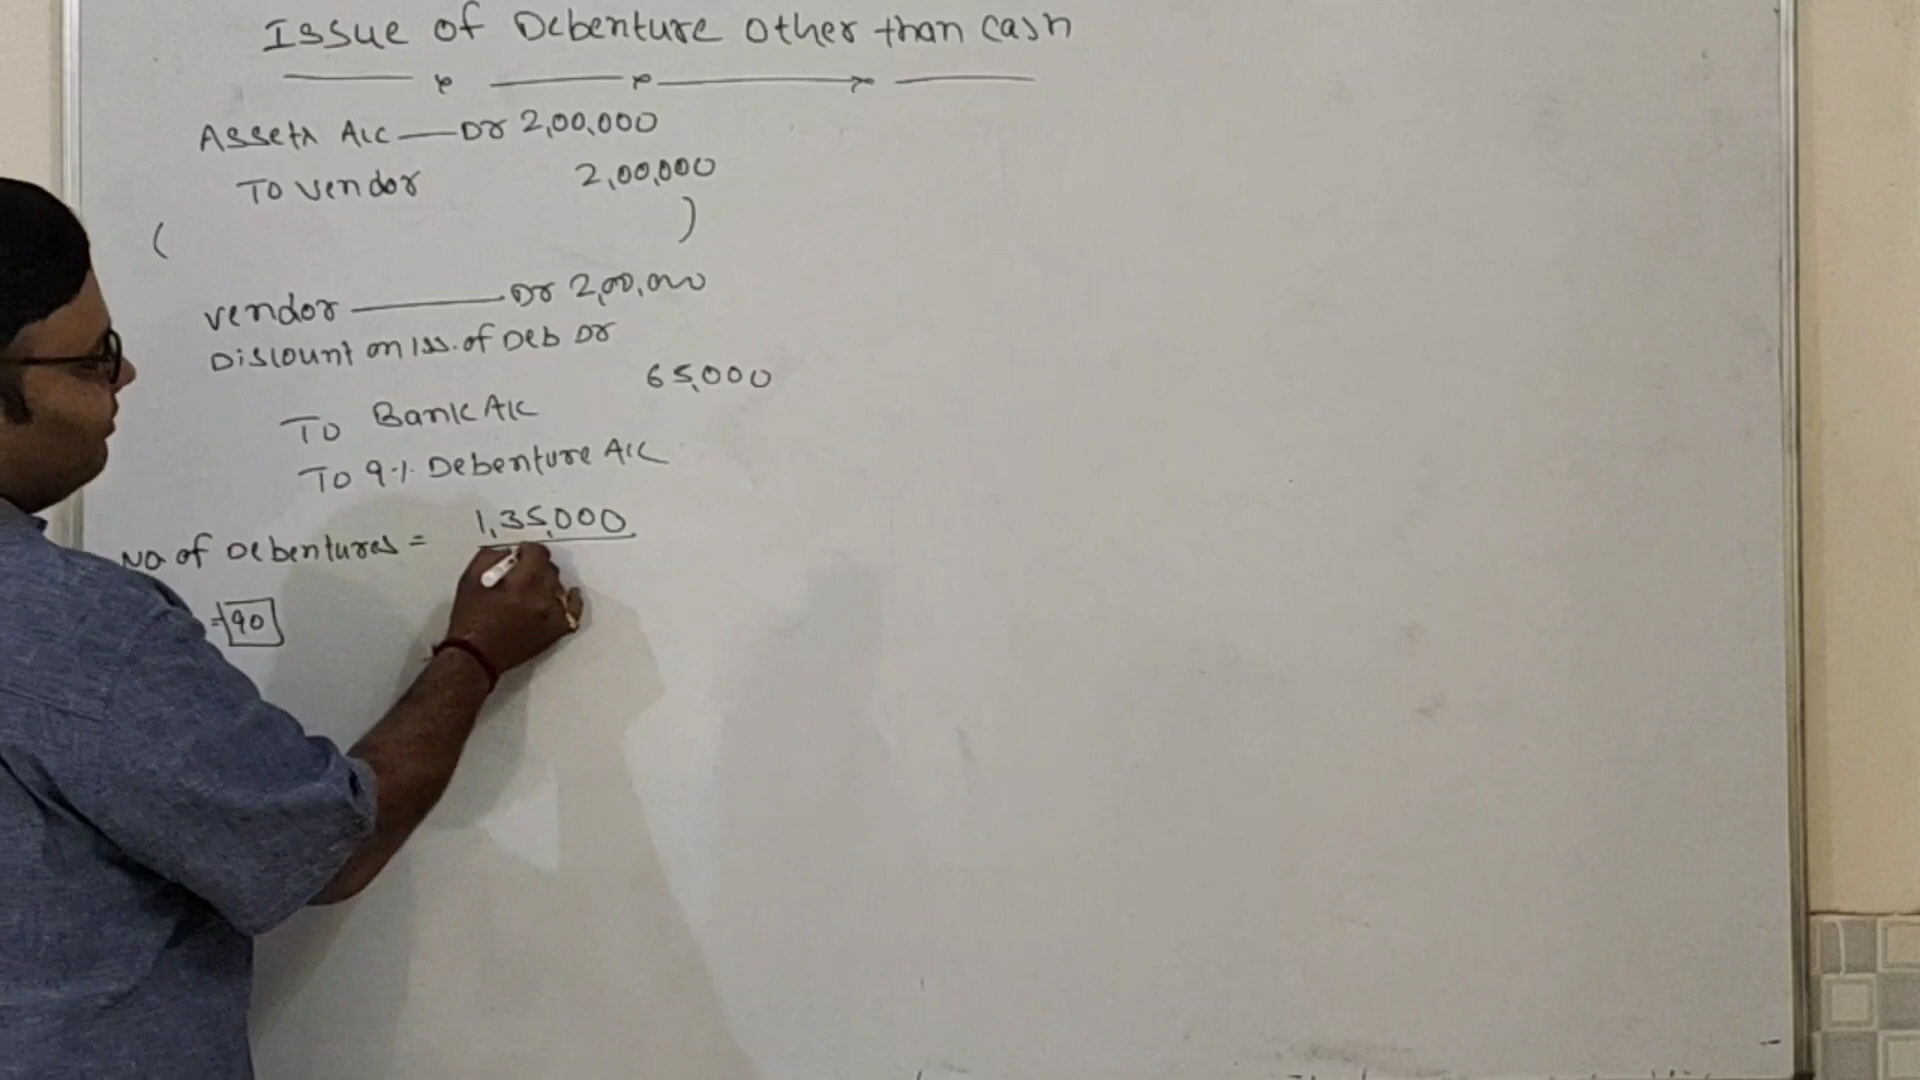 Issue of Debenture other than cash
Assets A/c — Dr 2,00,000
To vendor 2,00,000
( )
vendor — Dr 2,00,000
Discount on iss. of Deb Dr
65,000
To Bank A/c
To 9% Debenture A/c
No of Debentures = 1,35,000
= 90